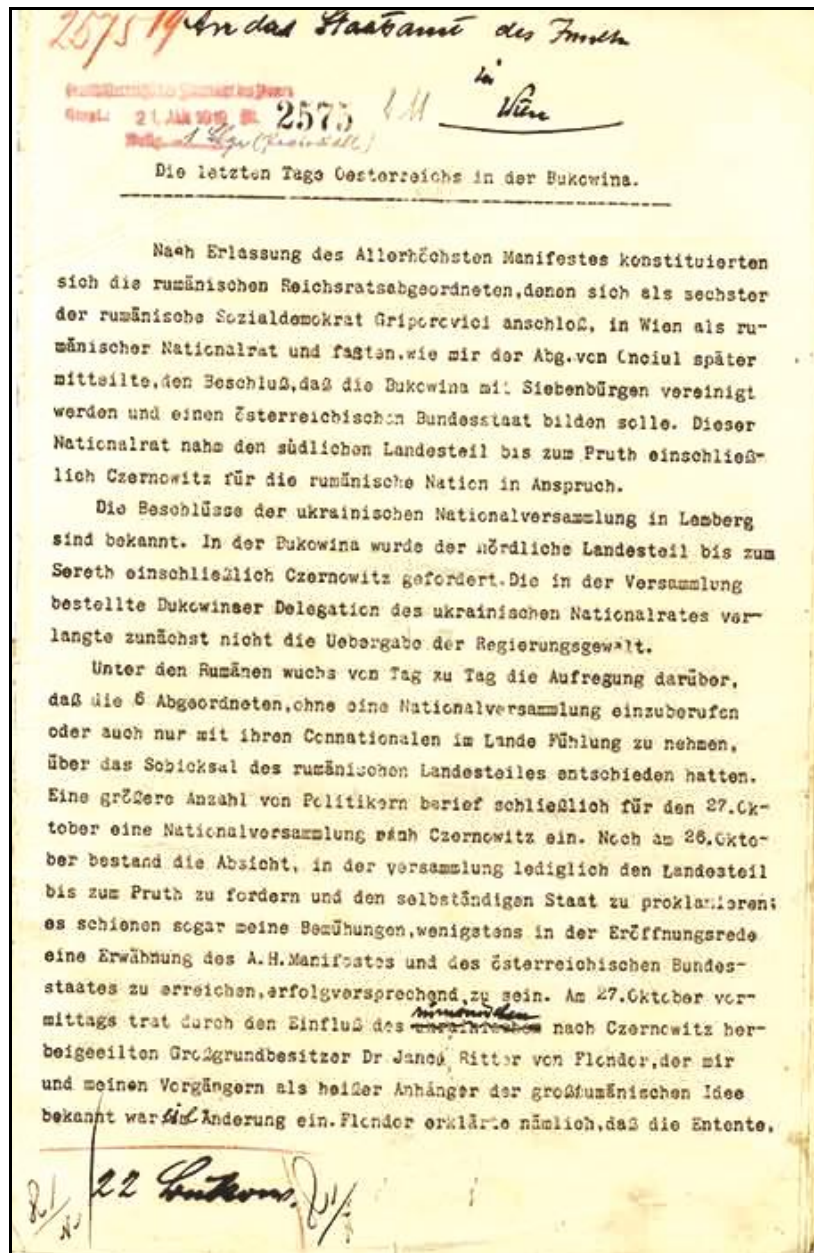 2575 19
An das Staatsamt des Innern
in
Wien
21. JAN 1919
2575
Die letzten Tage Oesterreichs in der Bukowina.
Nach Erlassung des Allerhöchsten Manifestes konstituierten
sich die rumänischen Reichsratsabgeordneten,denen sich als sechster
der rumänische Sozialdemokrat Griporovici anschloß, in Wien als ru-
mänischer Nationalrat und faßten,wie mir der Abg.von Onciul später
mitteilte,den Beschluß,daß die Bukowina mit Siebenbürgen vereinigt
werden und einen österreichischen Bundesstaat bilden solle. Dieser
Nationalrat nahm den südlichen Landesteil bis zum Pruth einschließ-
lich Czernowitz für die rumänische Nation in Anspruch.
Die Beschlüsse der ukrainischen Nationalversammlung in Lemberg
sind bekannt. In der Bukowina wurde der nördliche Landesteil bis zum
Sereth einschließlich Czernowitz gefordert.Die in der Versammlung
bestellte Bukowinaer Delegation des ukrainischen Nationalrates ver-
langte zunächst nicht die Uebergabe der Regierungsgewalt.
Unter den Rumänen wuchs von Tag zu Tag die Aufregung darüber,
daß die 6 Abgeordneten,ohne eine Nationalversammlung einzuberufen
oder auch nur mit ihren Connationalen im Lande Fühlung zu nehmen,
über das Schicksal des rumänischen Landesteiles entschieden hatten.
Eine größere Anzahl von Politikern berief schließlich für den 27.Ok-
tober eine Nationalversammlung nach Czernowitz ein. Noch am 26.Okto-
ber bestand die Absicht, in der Versammlung lediglich den Landesteil
bis zum Pruth zu fordern und den selbständigen Staat zu proklamieren;
es schienen sogar meine Bemühungen,wenigstens in der Eröffnungsrede
eine Erwähnung des A.H.Manifestes und des österreichischen Bundes-
staates zu erreichen,erfolgversprechend zu sein. Am 27.Oktober vor-
rumänischen
mittags trat durch den Einfluß des ukrainischen nach Czernowitz her-
beigeeilten Großgrundbesitzer Dr Jancú Ritter von Flondor,der mir
und meinen Vorgängern als heißer Anhänger der großrumänischen Idee
bekannt war eine Änderung ein.Flondor erklärte nämlich,daß die Entente,
22 Bukow.